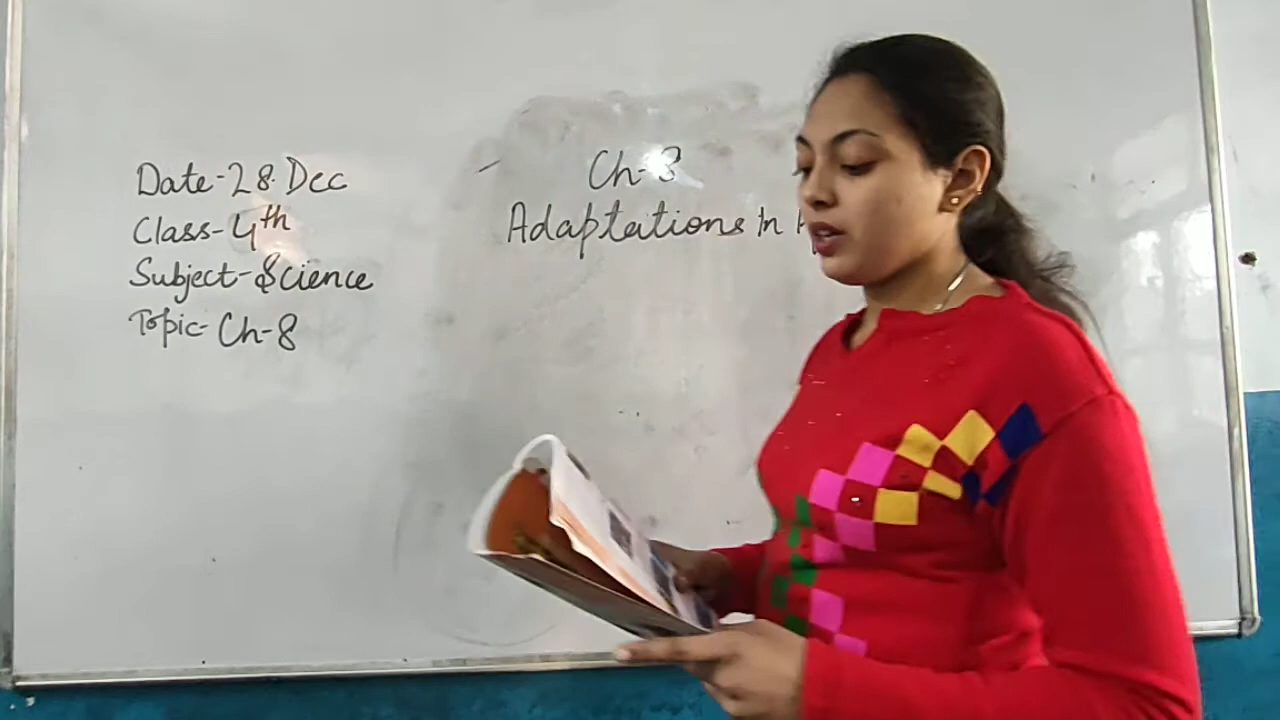 Date-28.Dec
Class-4th
Subject-Science
Topic-Ch-8
Ch-8
Adaptations In